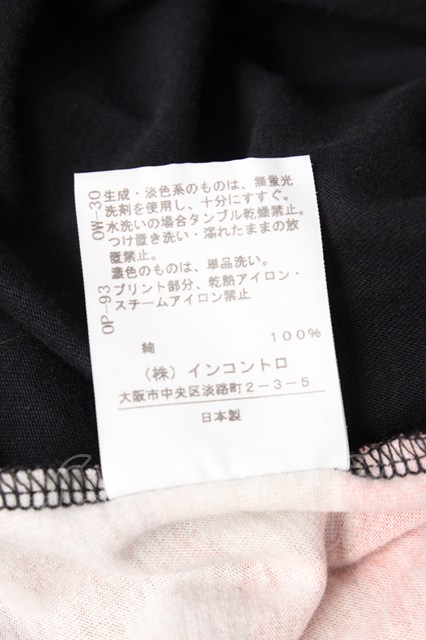 OW-30
生成・淡色系のものは、無蛍光
洗剤を使用し、十分にすすぐ。
水洗いの場合タンブル乾燥禁止。
つけ置き洗い・濡れたままの放
置禁止。
濃色のものは、単品洗い。
OP-93
プリント部分、乾熱アイロン・
スチームアイロン禁止
綿 100%
(株)インコントロ
大阪市中央区淡路町2-3-5
日本製